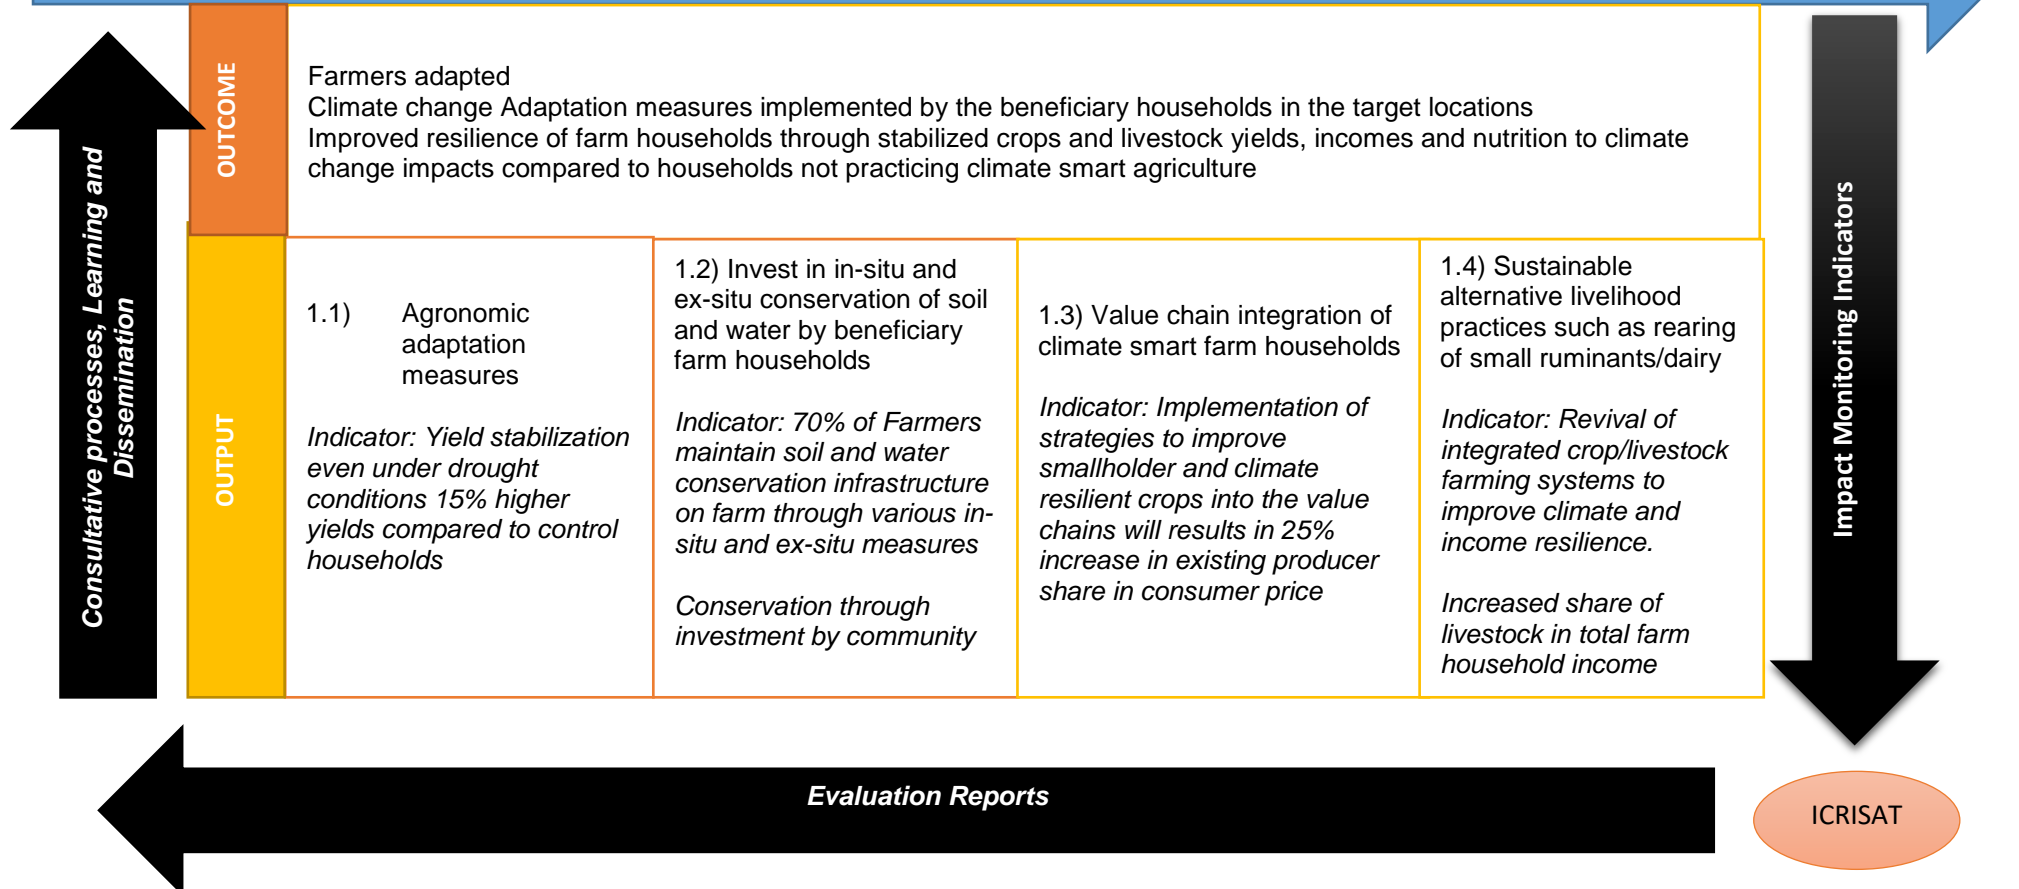 OUTCOME
Farmers adapted
Climate change Adaptation measures implemented by the beneficiary households in the target locations
Improved resilience of farm households through stabilized crops and livestock yields, incomes and nutrition to climate
change impacts compared to households not practicing climate smart agriculture
Consultative processes, Learning and
Dissemination
OUTPUT
1.1) Agronomic
adaptation
measures
Indicator: Yield stabilization
even under drought
conditions 15% higher
yields compared to control
households
1.2) Invest in in-situ and
ex-situ conservation of soil
and water by beneficiary
farm households
Indicator: 70% of Farmers
maintain soil and water
conservation infrastructure
on farm through various in-
situ and ex-situ measures
Conservation through
investment by community
1.3) Value chain integration of
climate smart farm households
Indicator: Implementation of
strategies to improve
smallholder and climate
resilient crops into the value
chains will results in 25%
increase in existing producer
share in consumer price
1.4) Sustainable
alternative livelihood
practices such as rearing
of small ruminants/dairy
Indicator: Revival of
integrated crop/livestock
farming systems to
improve climate and
income resilience.
Increased share of
livestock in total farm
household income
Impact Monitoring Indicators
Evaluation Reports
ICRISAT